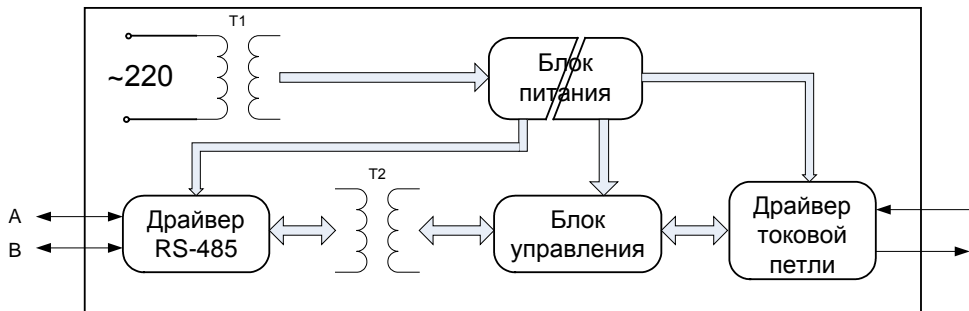 T1
~220
Блок
питания
T2
A
B
Драйвер
RS-485
Блок
управления
Драйвер
токовой
петли